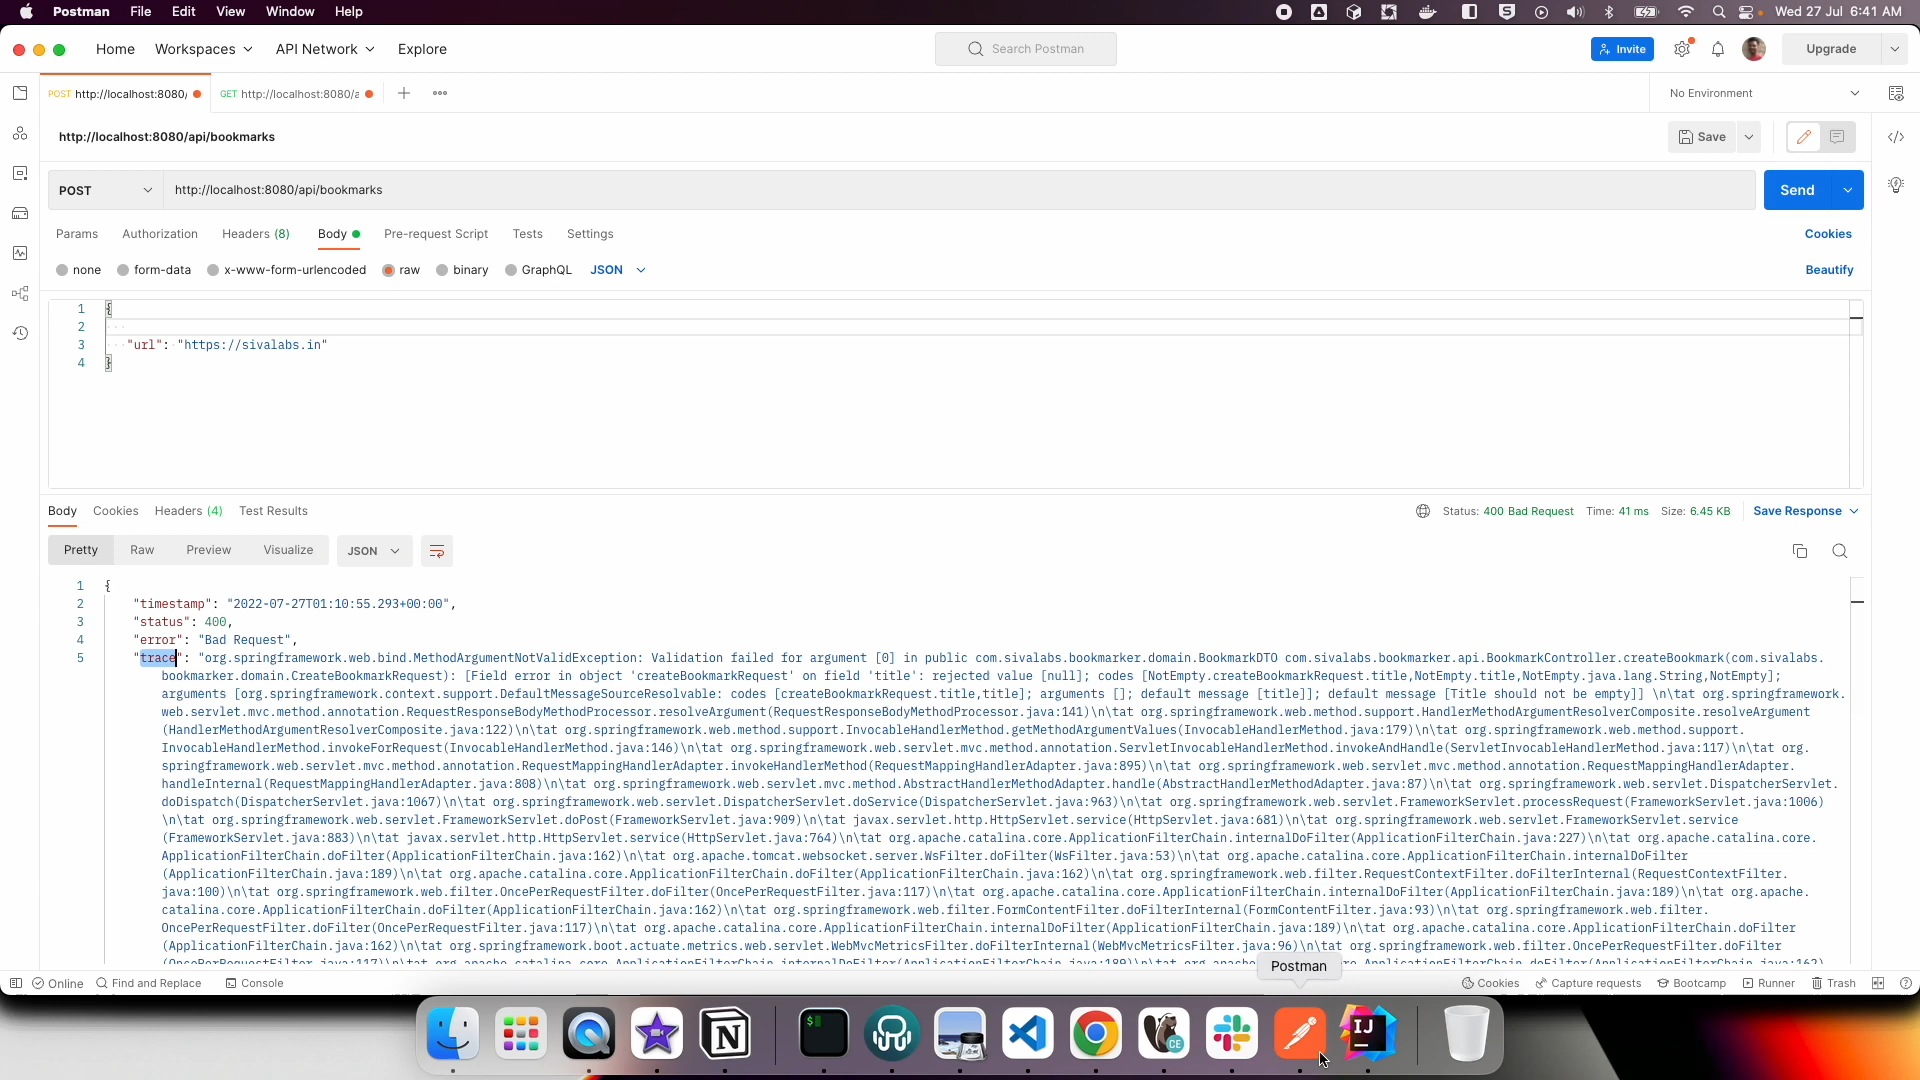 Postman File Edit View Window Help Wed 27 Jul 6:41 AM
Home Workspaces API Network Explore Search Postman Invite Upgrade
POST http://localhost:8080/ GET http://localhost:8080/a No Environment
http://localhost:8080/api/bookmarks Save
POST http://localhost:8080/api/bookmarks Send
Params Authorization Headers (8) Body Pre-request Script Tests Settings Cookies
none form-data x-www-form-urlencoded raw binary GraphQL JSON Beautify
1 {
2
3 "url": "https://sivalabs.in"
4 }
Body Cookies Headers (4) Test Results Status: 400 Bad Request Time: 41 ms Size: 6.45 KB Save Response
Pretty Raw Preview Visualize JSON
1 {
2 "timestamp": "2022-07-27T01:10:55.293+00:00",
3 "status": 400,
4 "error": "Bad Request",
5 "trace": "org.springframework.web.bind.MethodArgumentNotValidException: Validation failed for argument [0] in public com.sivalabs.bookmarker.domain.BookmarkDTO com.sivalabs.bookmarker.api.BookmarkController.createBookmark(com.sivalabs.
bookmarker.domain.CreateBookmarkRequest): [Field error in object 'createBookmarkRequest' on field 'title': rejected value [null]; codes [NotEmpty.createBookmarkRequest.title,NotEmpty.title,NotEmpty.java.lang.String,NotEmpty];
arguments [org.springframework.context.support.DefaultMessageSourceResolvable: codes [createBookmarkRequest.title,title]; arguments []; default message [title]]; default message [Title should not be empty]] \n\tat org.springframework.
web.servlet.mvc.method.annotation.RequestResponseBodyMethodProcessor.resolveArgument(RequestResponseBodyMethodProcessor.java:141)\n\tat org.springframework.web.method.support.HandlerMethodArgumentResolverComposite.resolveArgument
(HandlerMethodArgumentResolverComposite.java:122)\n\tat org.springframework.web.method.support.InvocableHandlerMethod.getMethodArgumentValues(InvocableHandlerMethod.java:179)\n\tat org.springframework.web.method.support.
InvocableHandlerMethod.invokeForRequest(InvocableHandlerMethod.java:146)\n\tat org.springframework.web.servlet.mvc.method.annotation.ServletInvocableHandlerMethod.invokeAndHandle(ServletInvocableHandlerMethod.java:117)\n\tat org.
springframework.web.servlet.mvc.method.annotation.RequestMappingHandlerAdapter.invokeHandlerMethod(RequestMappingHandlerAdapter.java:895)\n\tat org.springframework.web.servlet.mvc.method.annotation.RequestMappingHandlerAdapter.
handleInternal(RequestMappingHandlerAdapter.java:808)\n\tat org.springframework.web.servlet.mvc.method.AbstractHandlerMethodAdapter.handle(AbstractHandlerMethodAdapter.java:87)\n\tat org.springframework.web.servlet.DispatcherServlet.
doDispatch(DispatcherServlet.java:1067)\n\tat org.springframework.web.servlet.DispatcherServlet.doService(DispatcherServlet.java:963)\n\tat org.springframework.web.servlet.FrameworkServlet.processRequest(FrameworkServlet.java:1006)
\n\tat org.springframework.web.servlet.FrameworkServlet.doPost(FrameworkServlet.java:909)\n\tat javax.servlet.http.HttpServlet.service(HttpServlet.java:681)\n\tat org.springframework.web.servlet.FrameworkServlet.service
(FrameworkServlet.java:883)\n\tat javax.servlet.http.HttpServlet.service(HttpServlet.java:764)\n\tat org.apache.catalina.core.ApplicationFilterChain.internalDoFilter(ApplicationFilterChain.java:227)\n\tat org.apache.catalina.core.
ApplicationFilterChain.doFilter(ApplicationFilterChain.java:162)\n\tat org.apache.tomcat.websocket.server.WsFilter.doFilter(WsFilter.java:53)\n\tat org.apache.catalina.core.ApplicationFilterChain.internalDoFilter
(ApplicationFilterChain.java:189)\n\tat org.apache.catalina.core.ApplicationFilterChain.doFilter(ApplicationFilterChain.java:162)\n\tat org.springframework.web.filter.RequestContextFilter.doFilterInternal(RequestContextFilter.
java:100)\n\tat org.springframework.web.filter.OncePerRequestFilter.doFilter(OncePerRequestFilter.java:117)\n\tat org.apache.catalina.core.ApplicationFilterChain.internalDoFilter(ApplicationFilterChain.java:189)\n\tat org.apache.
catalina.core.ApplicationFilterChain.doFilter(ApplicationFilterChain.java:162)\n\tat org.springframework.web.filter.FormContentFilter.doFilterInternal(FormContentFilter.java:93)\n\tat org.springframework.web.filter.
OncePerRequestFilter.doFilter(OncePerRequestFilter.java:117)\n\tat org.apache.catalina.core.ApplicationFilterChain.internalDoFilter(ApplicationFilterChain.java:189)\n\tat org.apache.catalina.core.ApplicationFilterChain.doFilter
(ApplicationFilterChain.java:162)\n\tat org.springframework.boot.actuate.metrics.web.servlet.WebMvcMetricsFilter.doFilterInternal(WebMvcMetricsFilter.java:96)\n\tat org.springframework.web.filter.OncePerRequestFilter.doFilter
(OncePerRequestFilter.java:117)\n\tat org.apache.catalina.core.ApplicationFilterChain.internalDoFilter(ApplicationFilterChain.java:189)\n\tat org.apache.catalina.core.ApplicationFilterChain.doFilter(ApplicationFilterChain.java:162)
Postman
Online Find and Replace Console Cookies Capture requests Bootcamp Runner Trash
$
CE
IJ